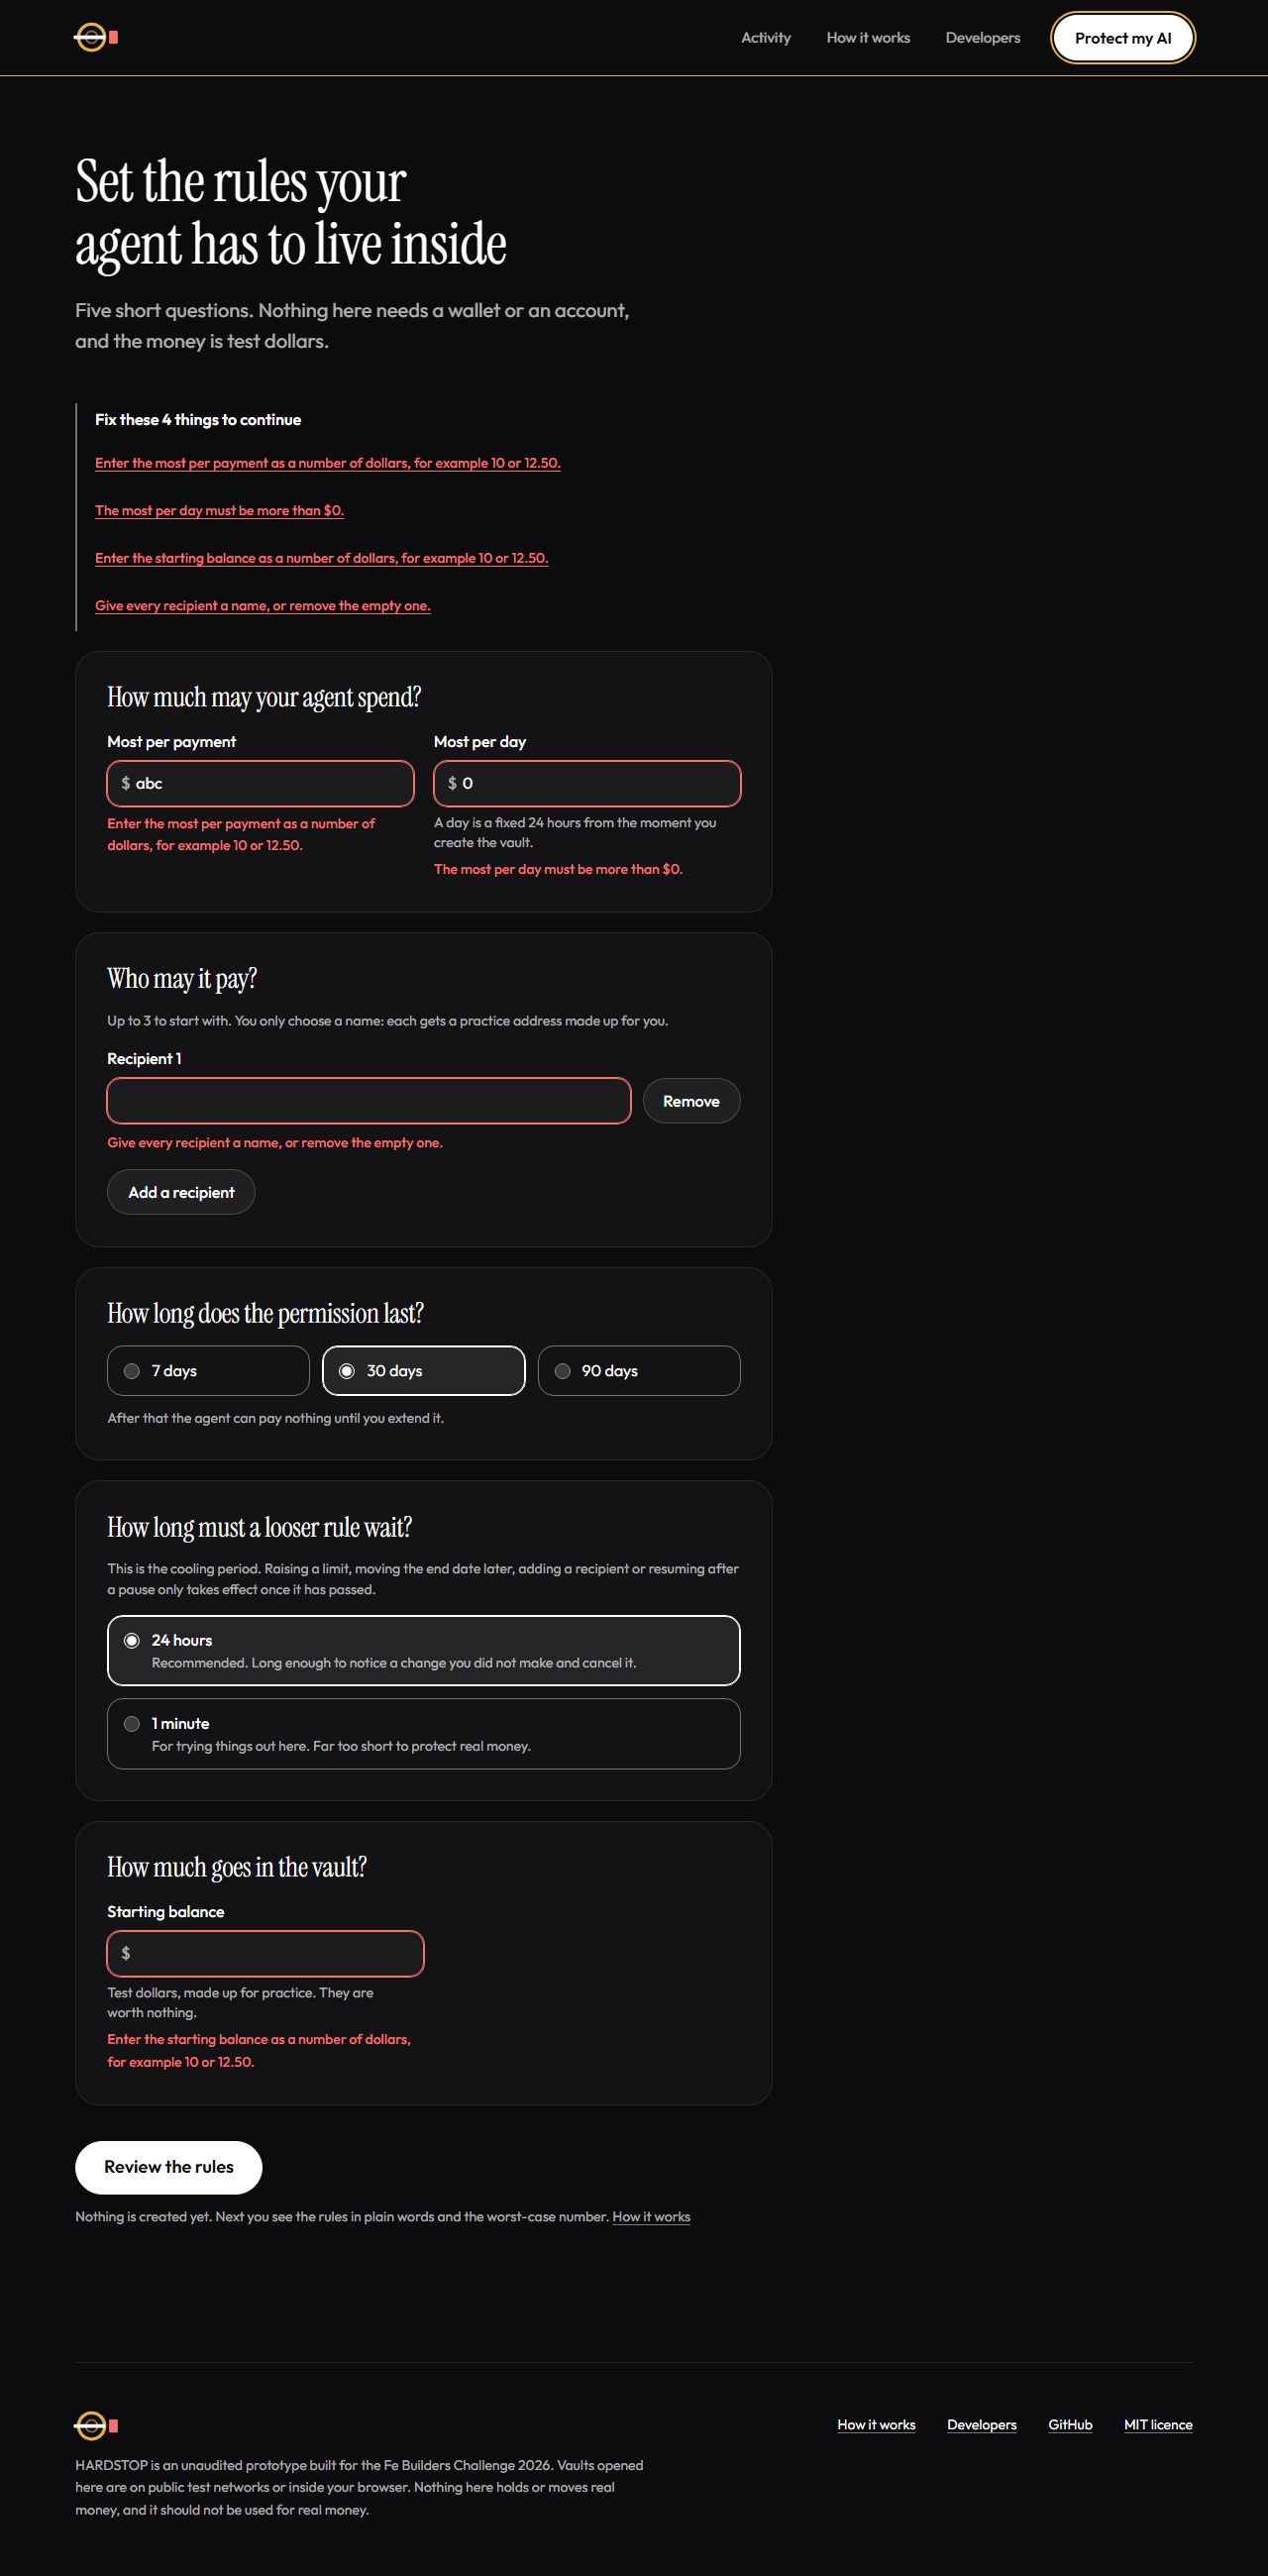 Activity
How it works
Developers
Protect my AI
Set the rules your
agent has to live inside
Five short questions. Nothing here needs a wallet or an account,
and the money is test dollars.
Fix these 4 things to continue
Enter the most per payment as a number of dollars, for example 10 or 12.50.
The most per day must be more than $0.
Enter the starting balance as a number of dollars, for example 10 or 12.50.
Give every recipient a name, or remove the empty one.
How much may your agent spend?
Most per payment
$ abc
Enter the most per payment as a number of
dollars, for example 10 or 12.50.
Most per day
$ 0
A day is a fixed 24 hours from the moment you
create the vault.
The most per day must be more than $0.
Who may it pay?
Up to 3 to start with. You only choose a name: each gets a practice address made up for you.
Recipient 1
Remove
Give every recipient a name, or remove the empty one.
Add a recipient
How long does the permission last?
7 days
30 days
90 days
After that the agent can pay nothing until you extend it.
How long must a looser rule wait?
This is the cooling period. Raising a limit, moving the end date later, adding a recipient or resuming after
a pause only takes effect once it has passed.
24 hours
Recommended. Long enough to notice a change you did not make and cancel it.
1 minute
For trying things out here. Far too short to protect real money.
How much goes in the vault?
Starting balance
$
Test dollars, made up for practice. They are
worth nothing.
Enter the starting balance as a number of dollars,
for example 10 or 12.50.
Review the rules
Nothing is created yet. Next you see the rules in plain words and the worst-case number. How it works
How it works
Developers
GitHub
MIT licence
HARDSTOP is an unaudited prototype built for the Fe Builders Challenge 2026. Vaults opened
here are on public test networks or inside your browser. Nothing here holds or moves real
money, and it should not be used for real money.